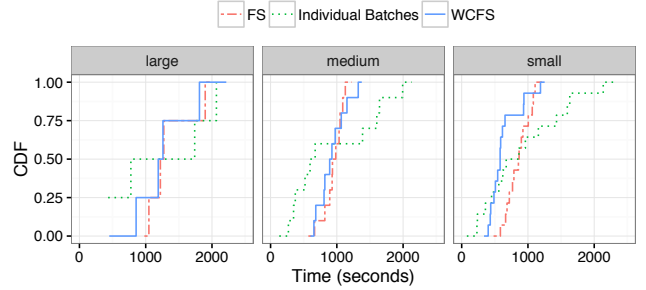 FS Individual Batches WCFS
large medium small
1.00
0.75
0.50
0.25
0.00
CDF
0 1000 2000 0 1000 2000 0 1000 2000
Time (seconds)